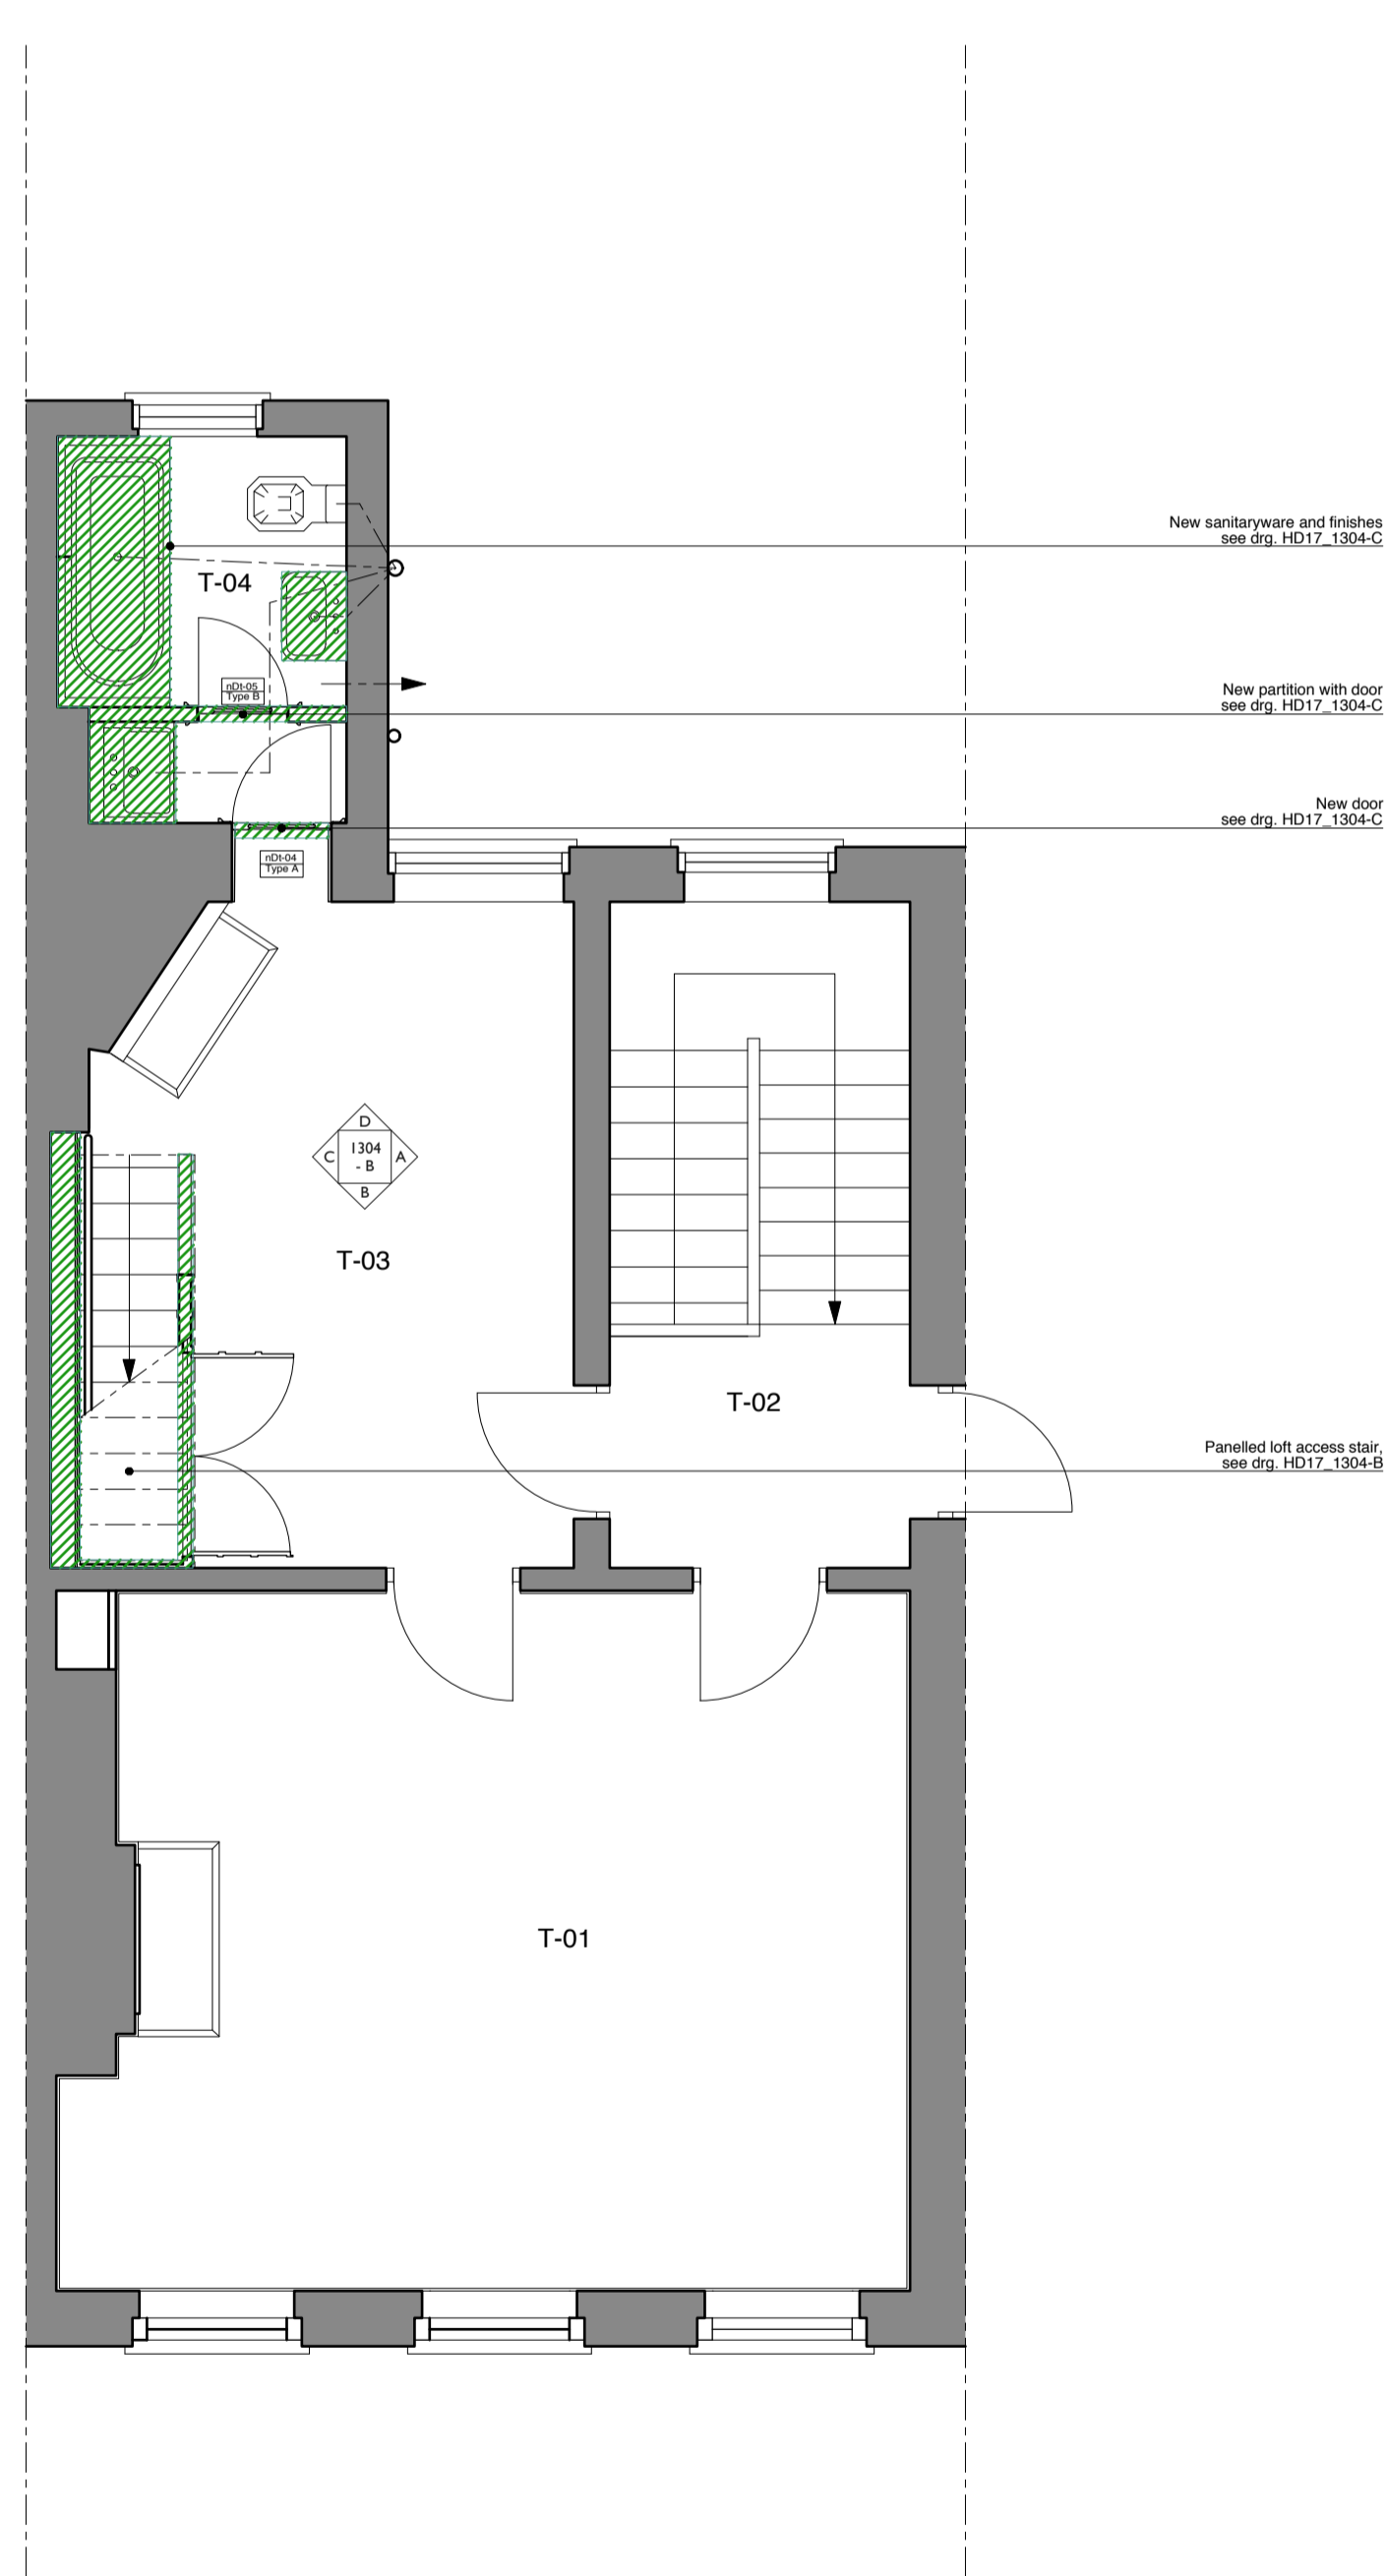 New sanitaryware and finishes
see drg. HD17_1304-C
T-04
nDt-05
Type B
New partition with door
see drg. HD17_1304-C
New door
see drg. HD17_1304-C
nDt-04
Type A
D
C 1304 A
- B
B
T-03
T-02
Panelled loft access stair,
see drg. HD17_1304-B
T-01